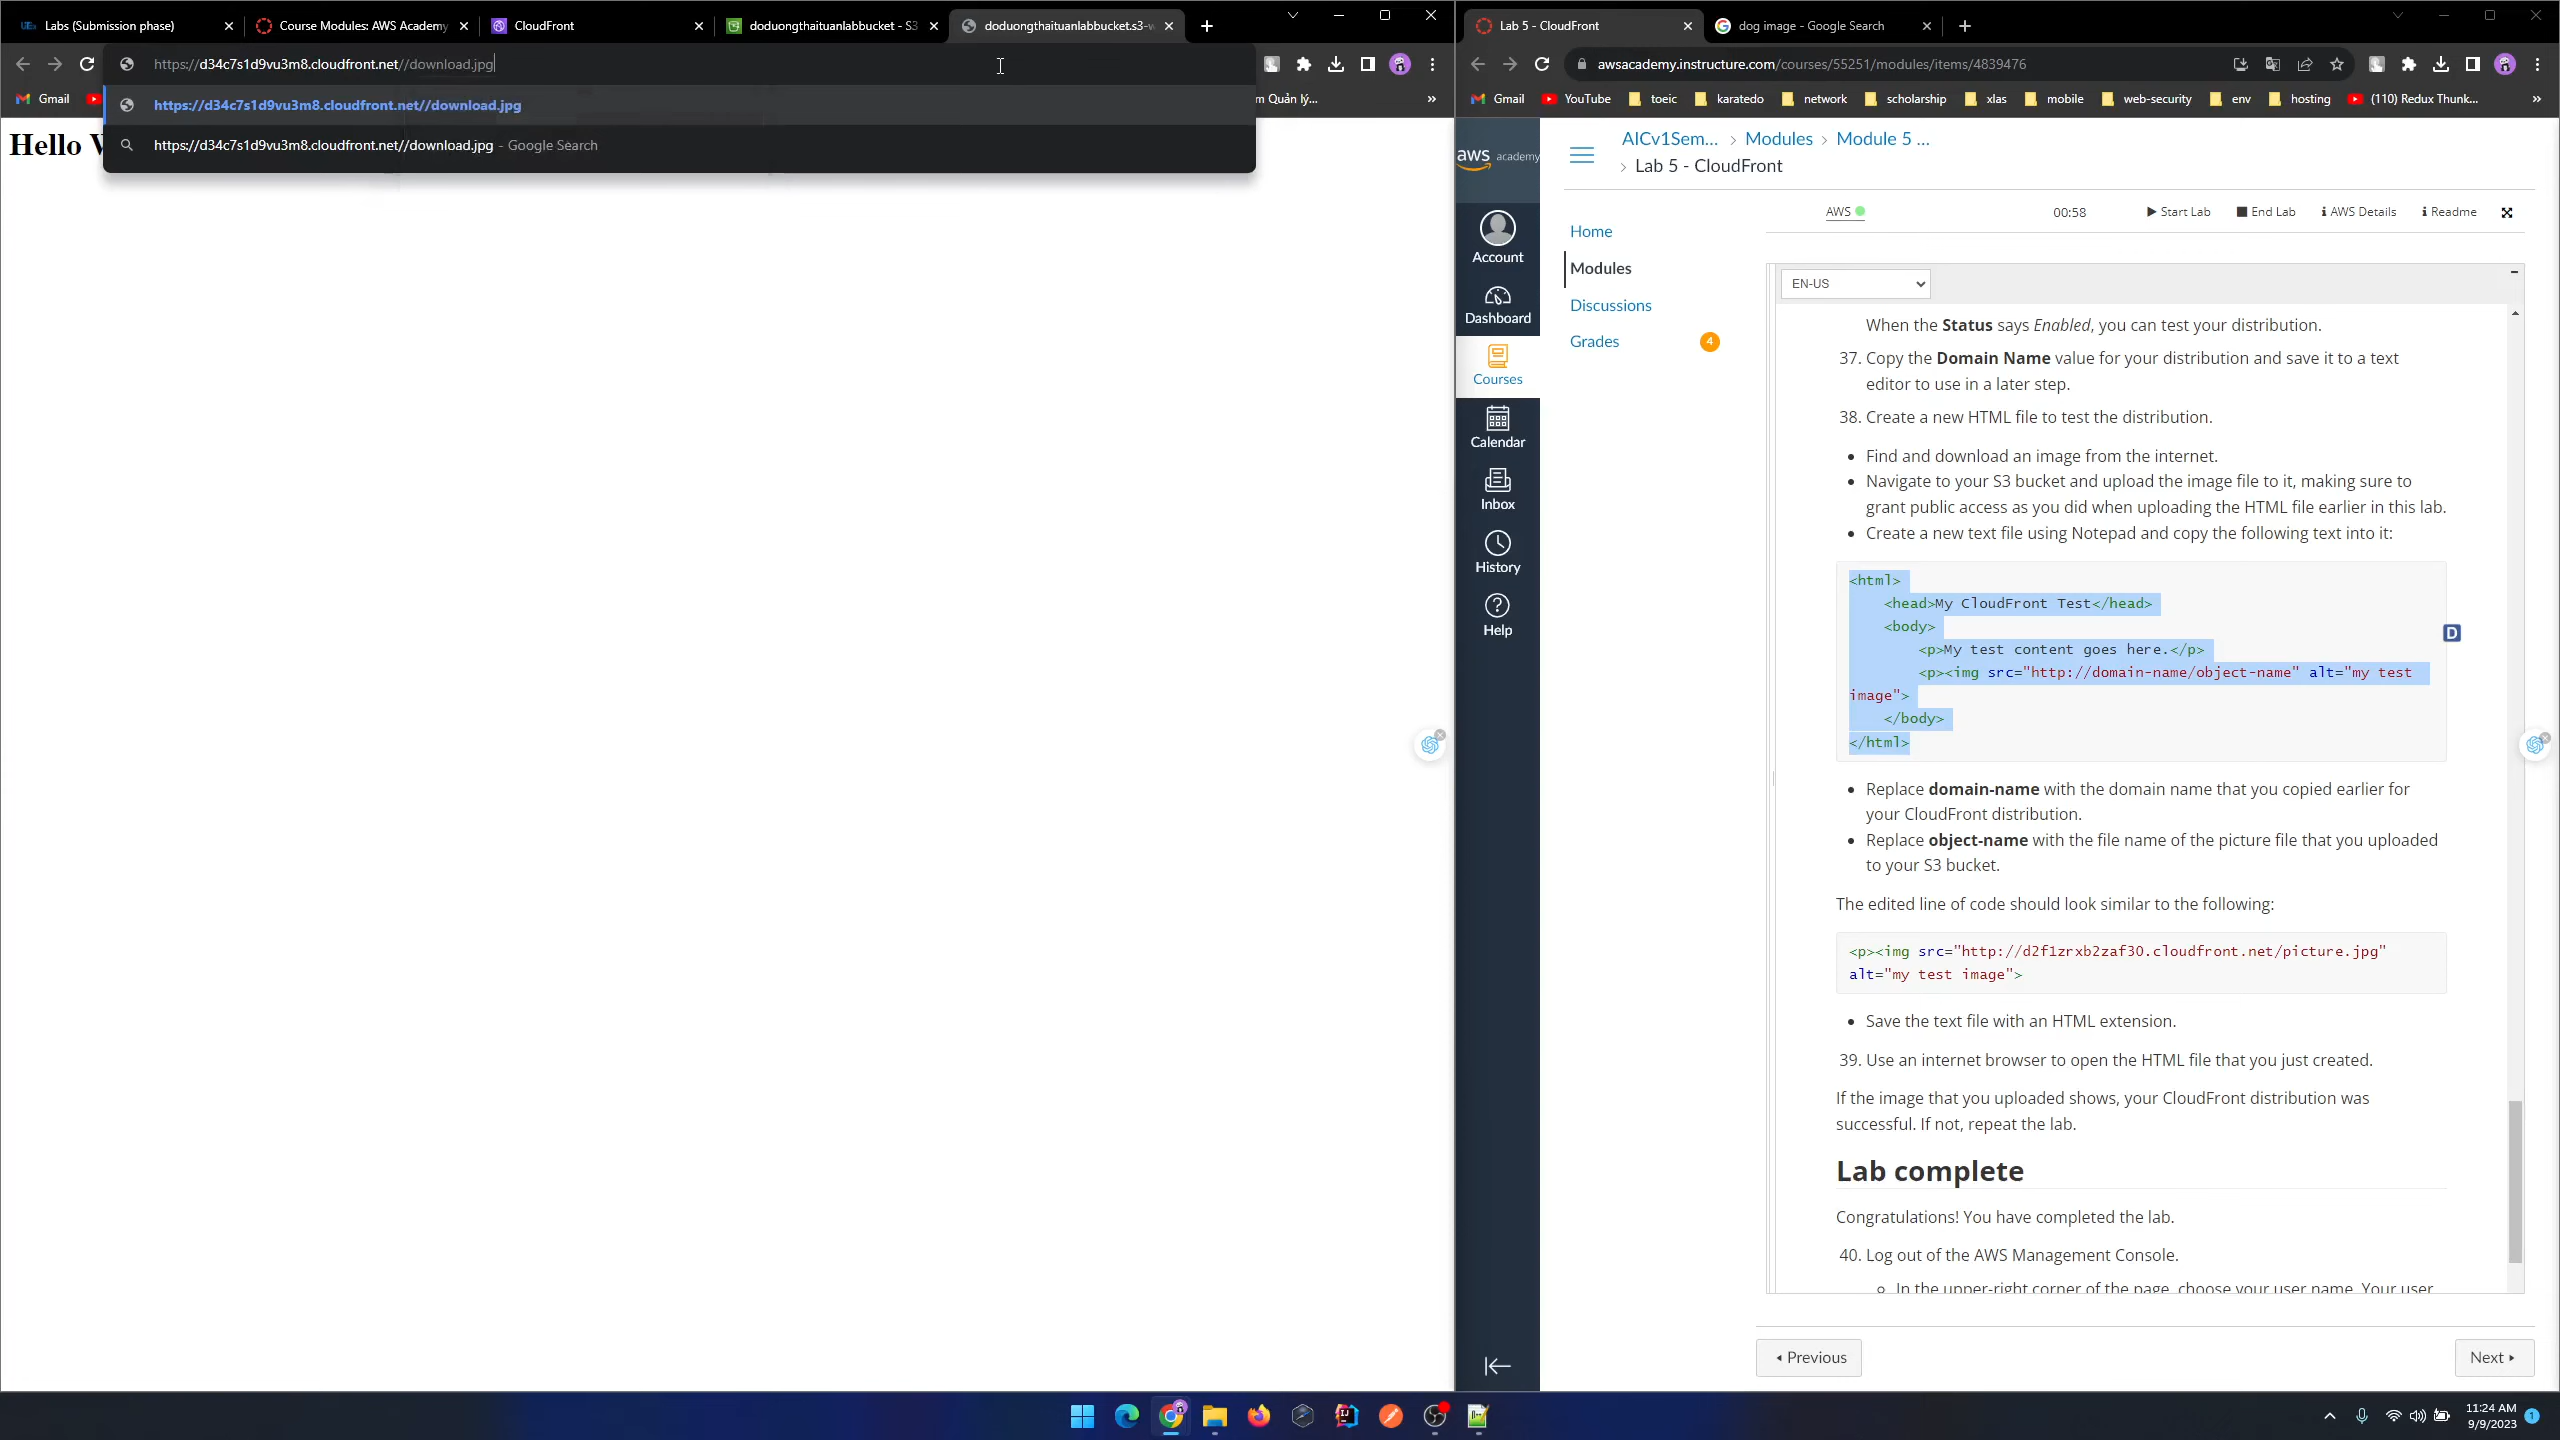 Labs (Submission phase)
Course Modules: AWS Academy
CloudFront
doduongthaituanlabbucket - S3
doduongthaituanlabbucket.s3-w
https://d34c7s1d9vu3m8.cloudfront.net//download.jpg
Gmail
https://d34c7s1d9vu3m8.cloudfront.net//download.jpg
m Quản lý...
»
https://d34c7s1d9vu3m8.cloudfront.net//download.jpg - Google Search
Hello
Lab 5 - CloudFront
dog image - Google Search
awsacademy.instructure.com/courses/55251/modules/items/4839476
Gmail
YouTube
toeic
karatedo
network
scholarship
xlas
mobile
web-security
env
hosting
(110) Redux Thunk...
»
aws academy
Account
Dashboard
Courses
Calendar
Inbox
History
Help
AICv1Sem... > Modules > Module 5 ...
> Lab 5 - CloudFront
Home
Modules
Discussions
Grades
4
AWS
00:58
Start Lab
End Lab
AWS Details
Readme
EN-US
When the Status says Enabled, you can test your distribution.
37. Copy the Domain Name value for your distribution and save it to a text
editor to use in a later step.
38. Create a new HTML file to test the distribution.
• Find and download an image from the internet.
• Navigate to your S3 bucket and upload the image file to it, making sure to
grant public access as you did when uploading the HTML file earlier in this lab.
• Create a new text file using Notepad and copy the following text into it:
<html>
<head>My CloudFront Test</head>
<body>
<p>My test content goes here.</p>
<p><img src="http://domain-name/object-name" alt="my test
image">
</body>
</html>
D
• Replace domain-name with the domain name that you copied earlier for
your CloudFront distribution.
• Replace object-name with the file name of the picture file that you uploaded
to your S3 bucket.
The edited line of code should look similar to the following:
<p><img src="http://d2f1zrxb2zaf30.cloudfront.net/picture.jpg"
alt="my test image">
• Save the text file with an HTML extension.
39. Use an internet browser to open the HTML file that you just created.
If the image that you uploaded shows, your CloudFront distribution was
successful. If not, repeat the lab.
Lab complete
Congratulations! You have completed the lab.
40. Log out of the AWS Management Console.
In the upper-right corner of the page, choose your user name. Your user
Previous
Next
11:24 AM
9/9/2023
1